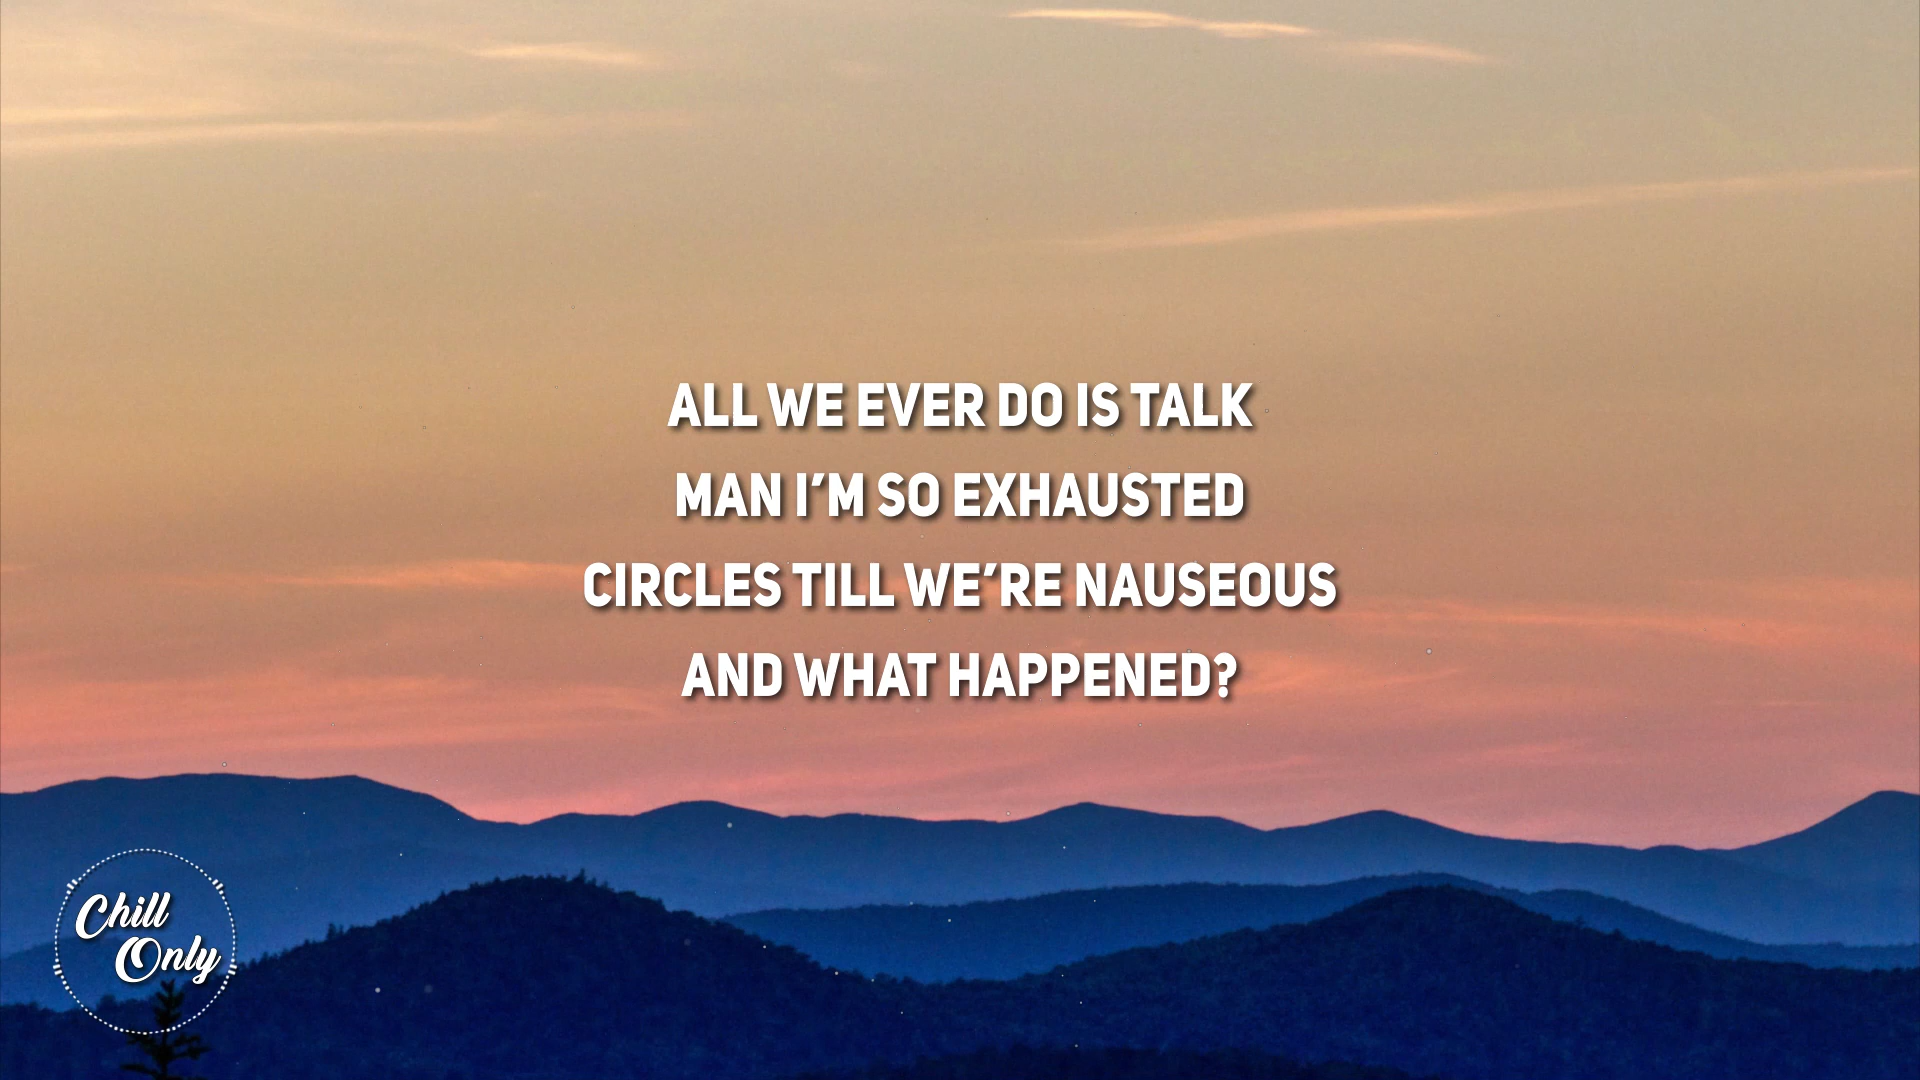 ALL WE EVER DO IS TALK
MAN I'M SO EXHAUSTED
CIRCLES TILL WE'RE NAUSEOUS
AND WHAT HAPPENED?
Chill
Only